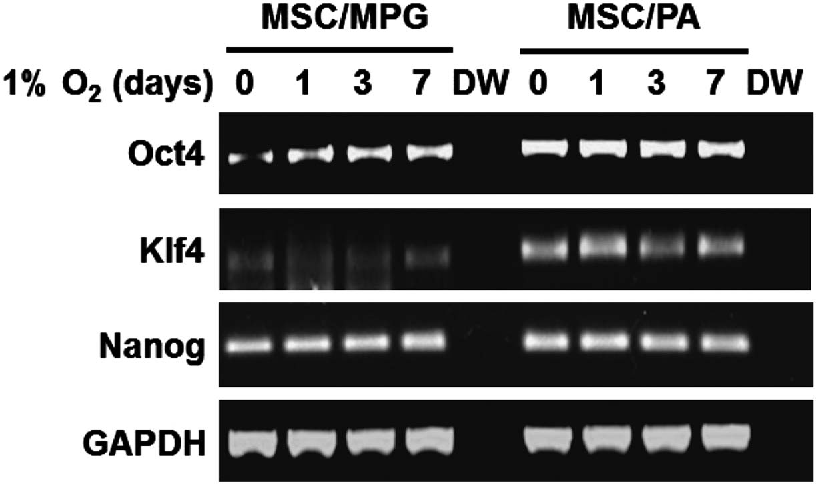 MSC/MPG MSC/PA
1% O₂ (days) 0 1 3 7 DW 0 1 3 7 DW
Oct4
Klf4
Nanog
GAPDH